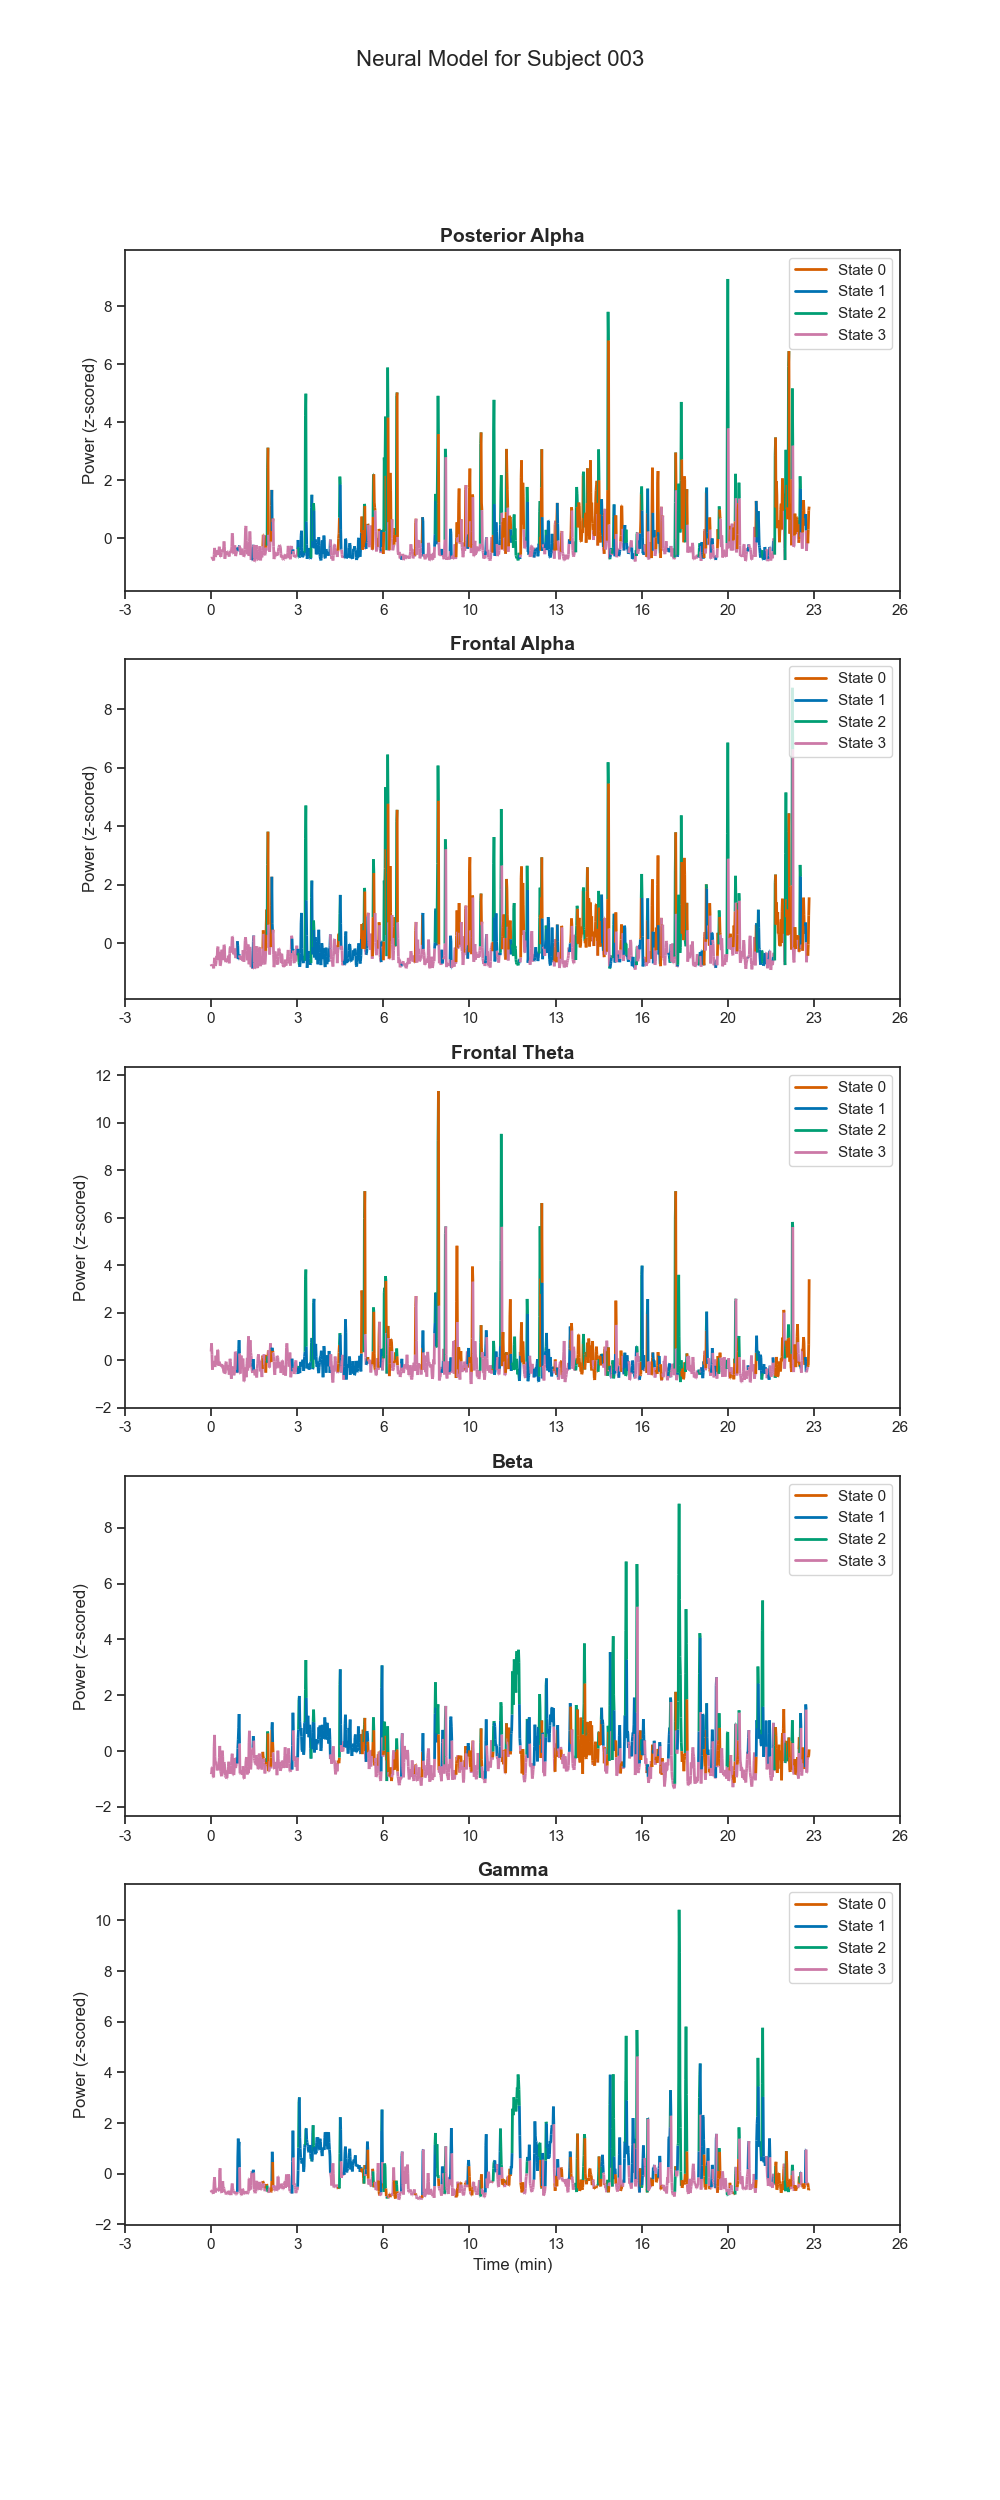 Neural Model for Subject 003
Posterior Alpha
Power (z-scored)
8
6
4
2
0
-3 0 3 6 10 13 16 20 23 26
State 0
State 1
State 2
State 3
Frontal Alpha
Power (z-scored)
8
6
4
2
0
-3 0 3 6 10 13 16 20 23 26
State 0
State 1
State 2
State 3
Frontal Theta
Power (z-scored)
12
10
8
6
4
2
0
−2
-3 0 3 6 10 13 16 20 23 26
State 0
State 1
State 2
State 3
Beta
Power (z-scored)
8
6
4
2
0
−2
-3 0 3 6 10 13 16 20 23 26
State 0
State 1
State 2
State 3
Gamma
Power (z-scored)
10
8
6
4
2
0
−2
-3 0 3 6 10 13 16 20 23 26
State 0
State 1
State 2
State 3
Time (min)